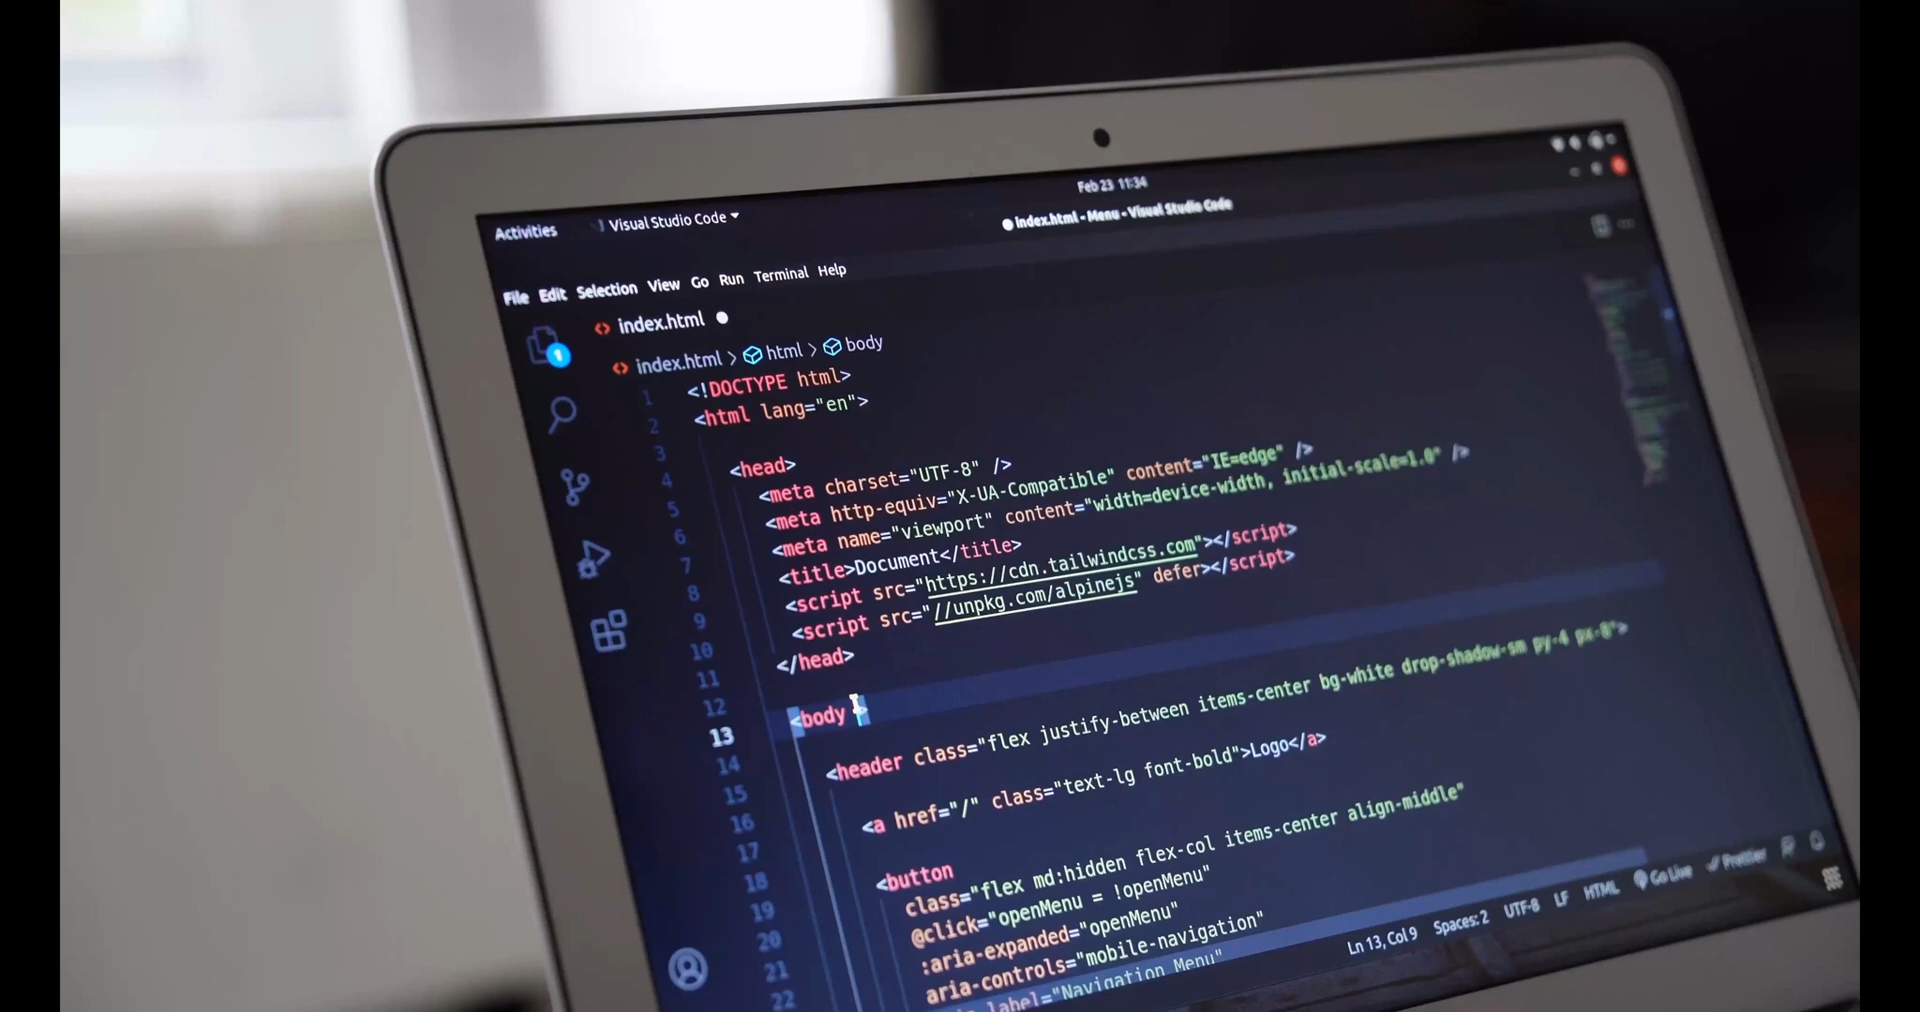 Feb 23 11:34
Activities Visual Studio Code
index.html - Menu - Visual Studio Code
File Edit Selection View Go Run Terminal Help
index.html
1
index.html > html > body
1 <!DOCTYPE html>
2 <html lang="en">
3
4 <head>
5 <meta charset="UTF-8" />
6 <meta http-equiv="X-UA-Compatible" content="IE=edge" />
7 <meta name="viewport" content="width=device-width, initial-scale=1.0" />
8 <title>Document</title>
9 <script src="https://cdn.tailwindcss.com"></script>
10 <script src="//unpkg.com/alpinejs" defer></script>
11 </head>
12
13 <body >
14 <header class="flex justify-between items-center bg-white drop-shadow-sm py-4 px-8">
15
16 <a href="/" class="text-lg font-bold">Logo</a>
17
18 <button
19 class="flex md:hidden flex-col items-center align-middle"
20 @click="openMenu = !openMenu"
21 :aria-expanded="openMenu"
22 aria-controls="mobile-navigation"
label="Navigation Menu"
Ln 13, Col 9 Spaces: 2 UTF-8 LF HTML Go Live Prettier